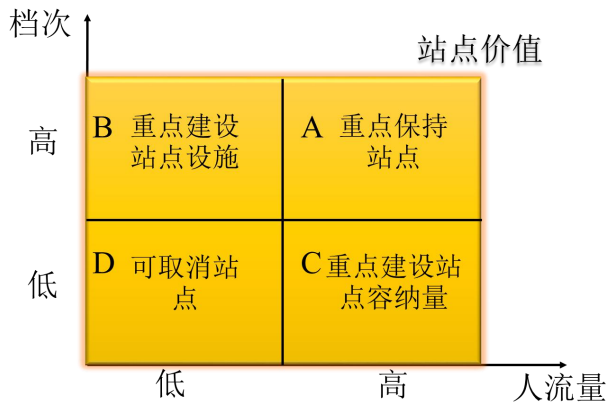 档次
站点价值
高
B 重点建设
站点设施
A 重点保持
站点
低
D 可取消站
点
C 重点建设站
点容纳量
低
高
人流量